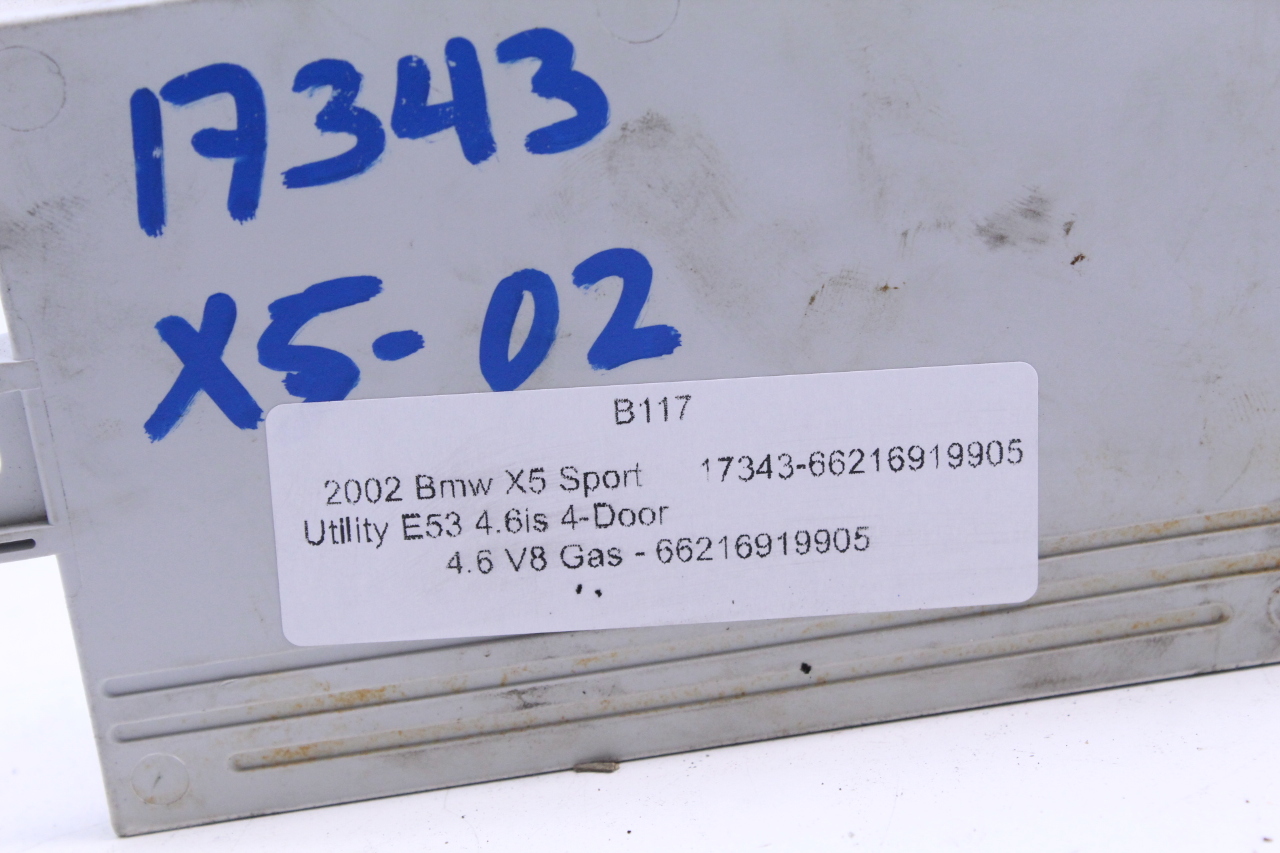 17343
X5-02
B117
2002 Bmw X5 Sport 17343-66216919905
Utility E53 4.6is 4-Door
4.6 V8 Gas - 66216919905